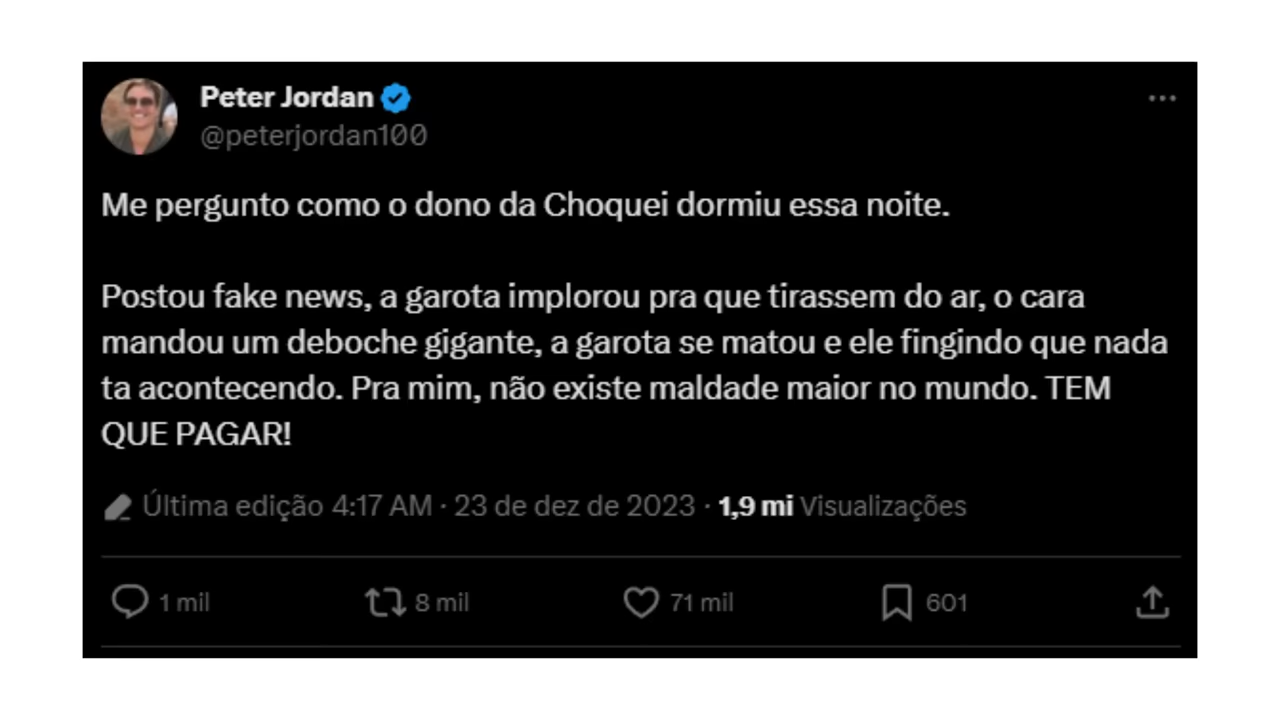 Peter Jordan
@peterjordan100
Me pergunto como o dono da Choquei dormiu essa noite.
Postou fake news, a garota implorou pra que tirassem do ar, o cara
mandou um deboche gigante, a garota se matou e ele fingindo que nada
ta acontecendo. Pra mim, não existe maldade maior no mundo. TEM
QUE PAGAR!
Última edição 4:17 AM · 23 de dez de 2023 · 1,9 mi Visualizações
1 mil 8 mil 71 mil 601